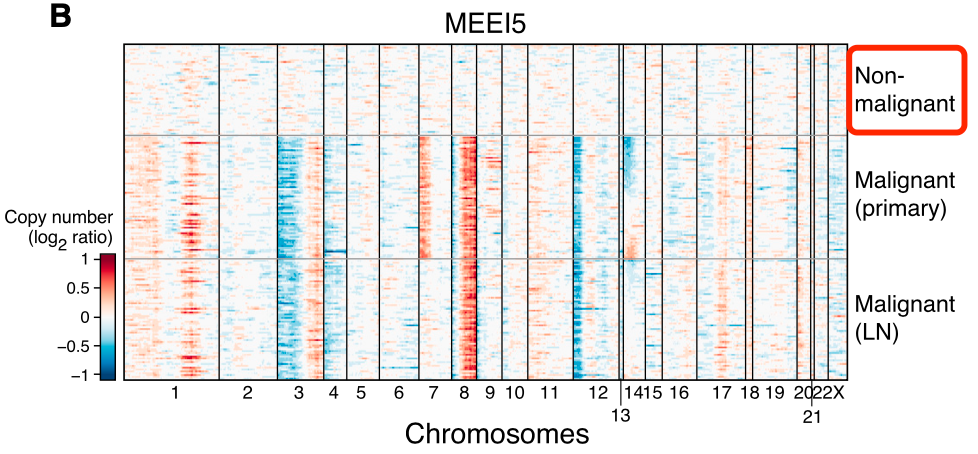 B
MEEI5
Non-
malignant
Malignant
(primary)
Malignant
(LN)
Copy number
(log2 ratio)
1
0.5
0
−0.5
−1
1 2 3 4 5 6 7 8 9 10 11 12 13 14 15 16 17 18 19 20 21 22 X
Chromosomes